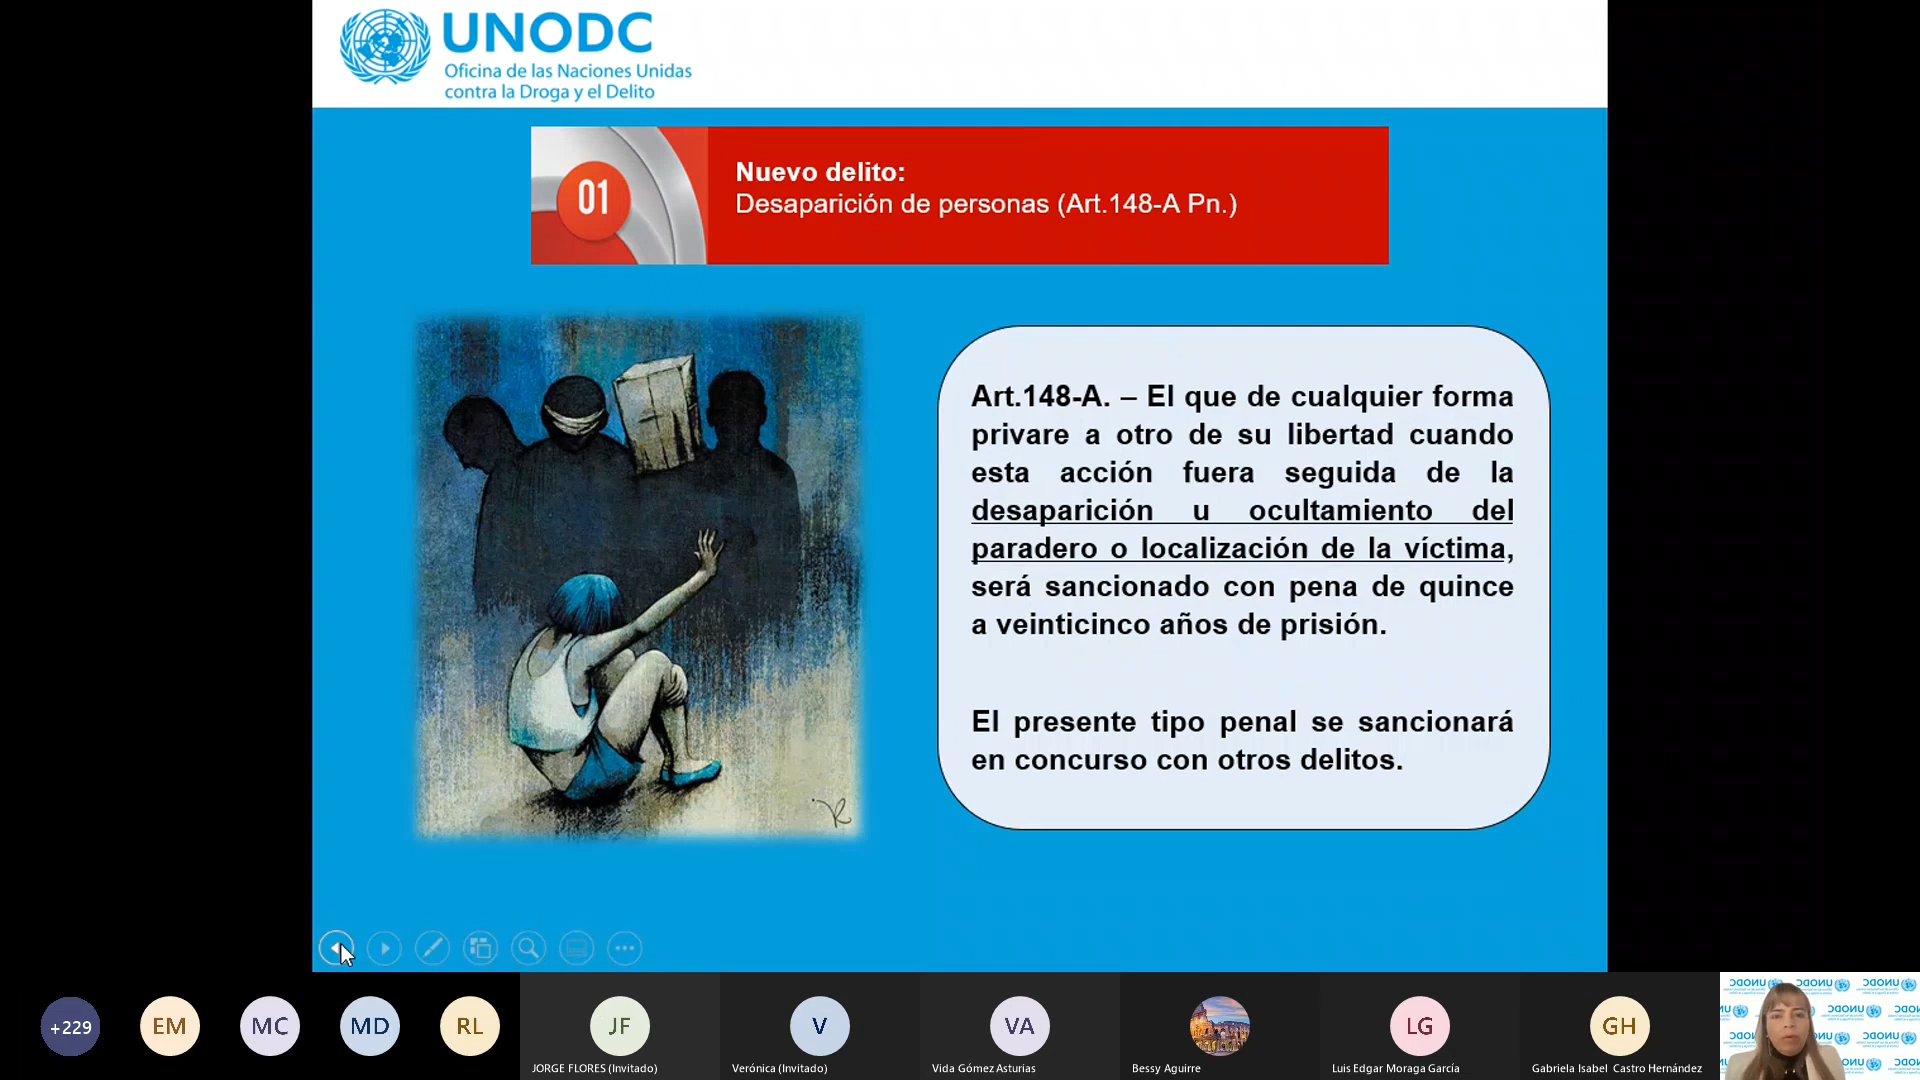 UNODC
Oficina de las Naciones Unidas
contra la Droga y el Delito
01
Nuevo delito:
Desaparición de personas (Art.148-A Pn.)
Art.148-A. – El que de cualquier forma
privare a otro de su libertad cuando
esta acción fuera seguida de la
desaparición u ocultamiento del
paradero o localización de la víctima,
será sancionado con pena de quince
a veinticinco años de prisión.
El presente tipo penal se sancionará
en concurso con otros delitos.
+229
EM
MC
MD
RL
JF
JORGE FLORES (Invitado)
V
Verónica (Invitado)
VA
Vida Gómez Asturias
Bessy Aguirre
LG
Luis Edgar Moraga García
GH
Gabriela Isabel Castro Hernández